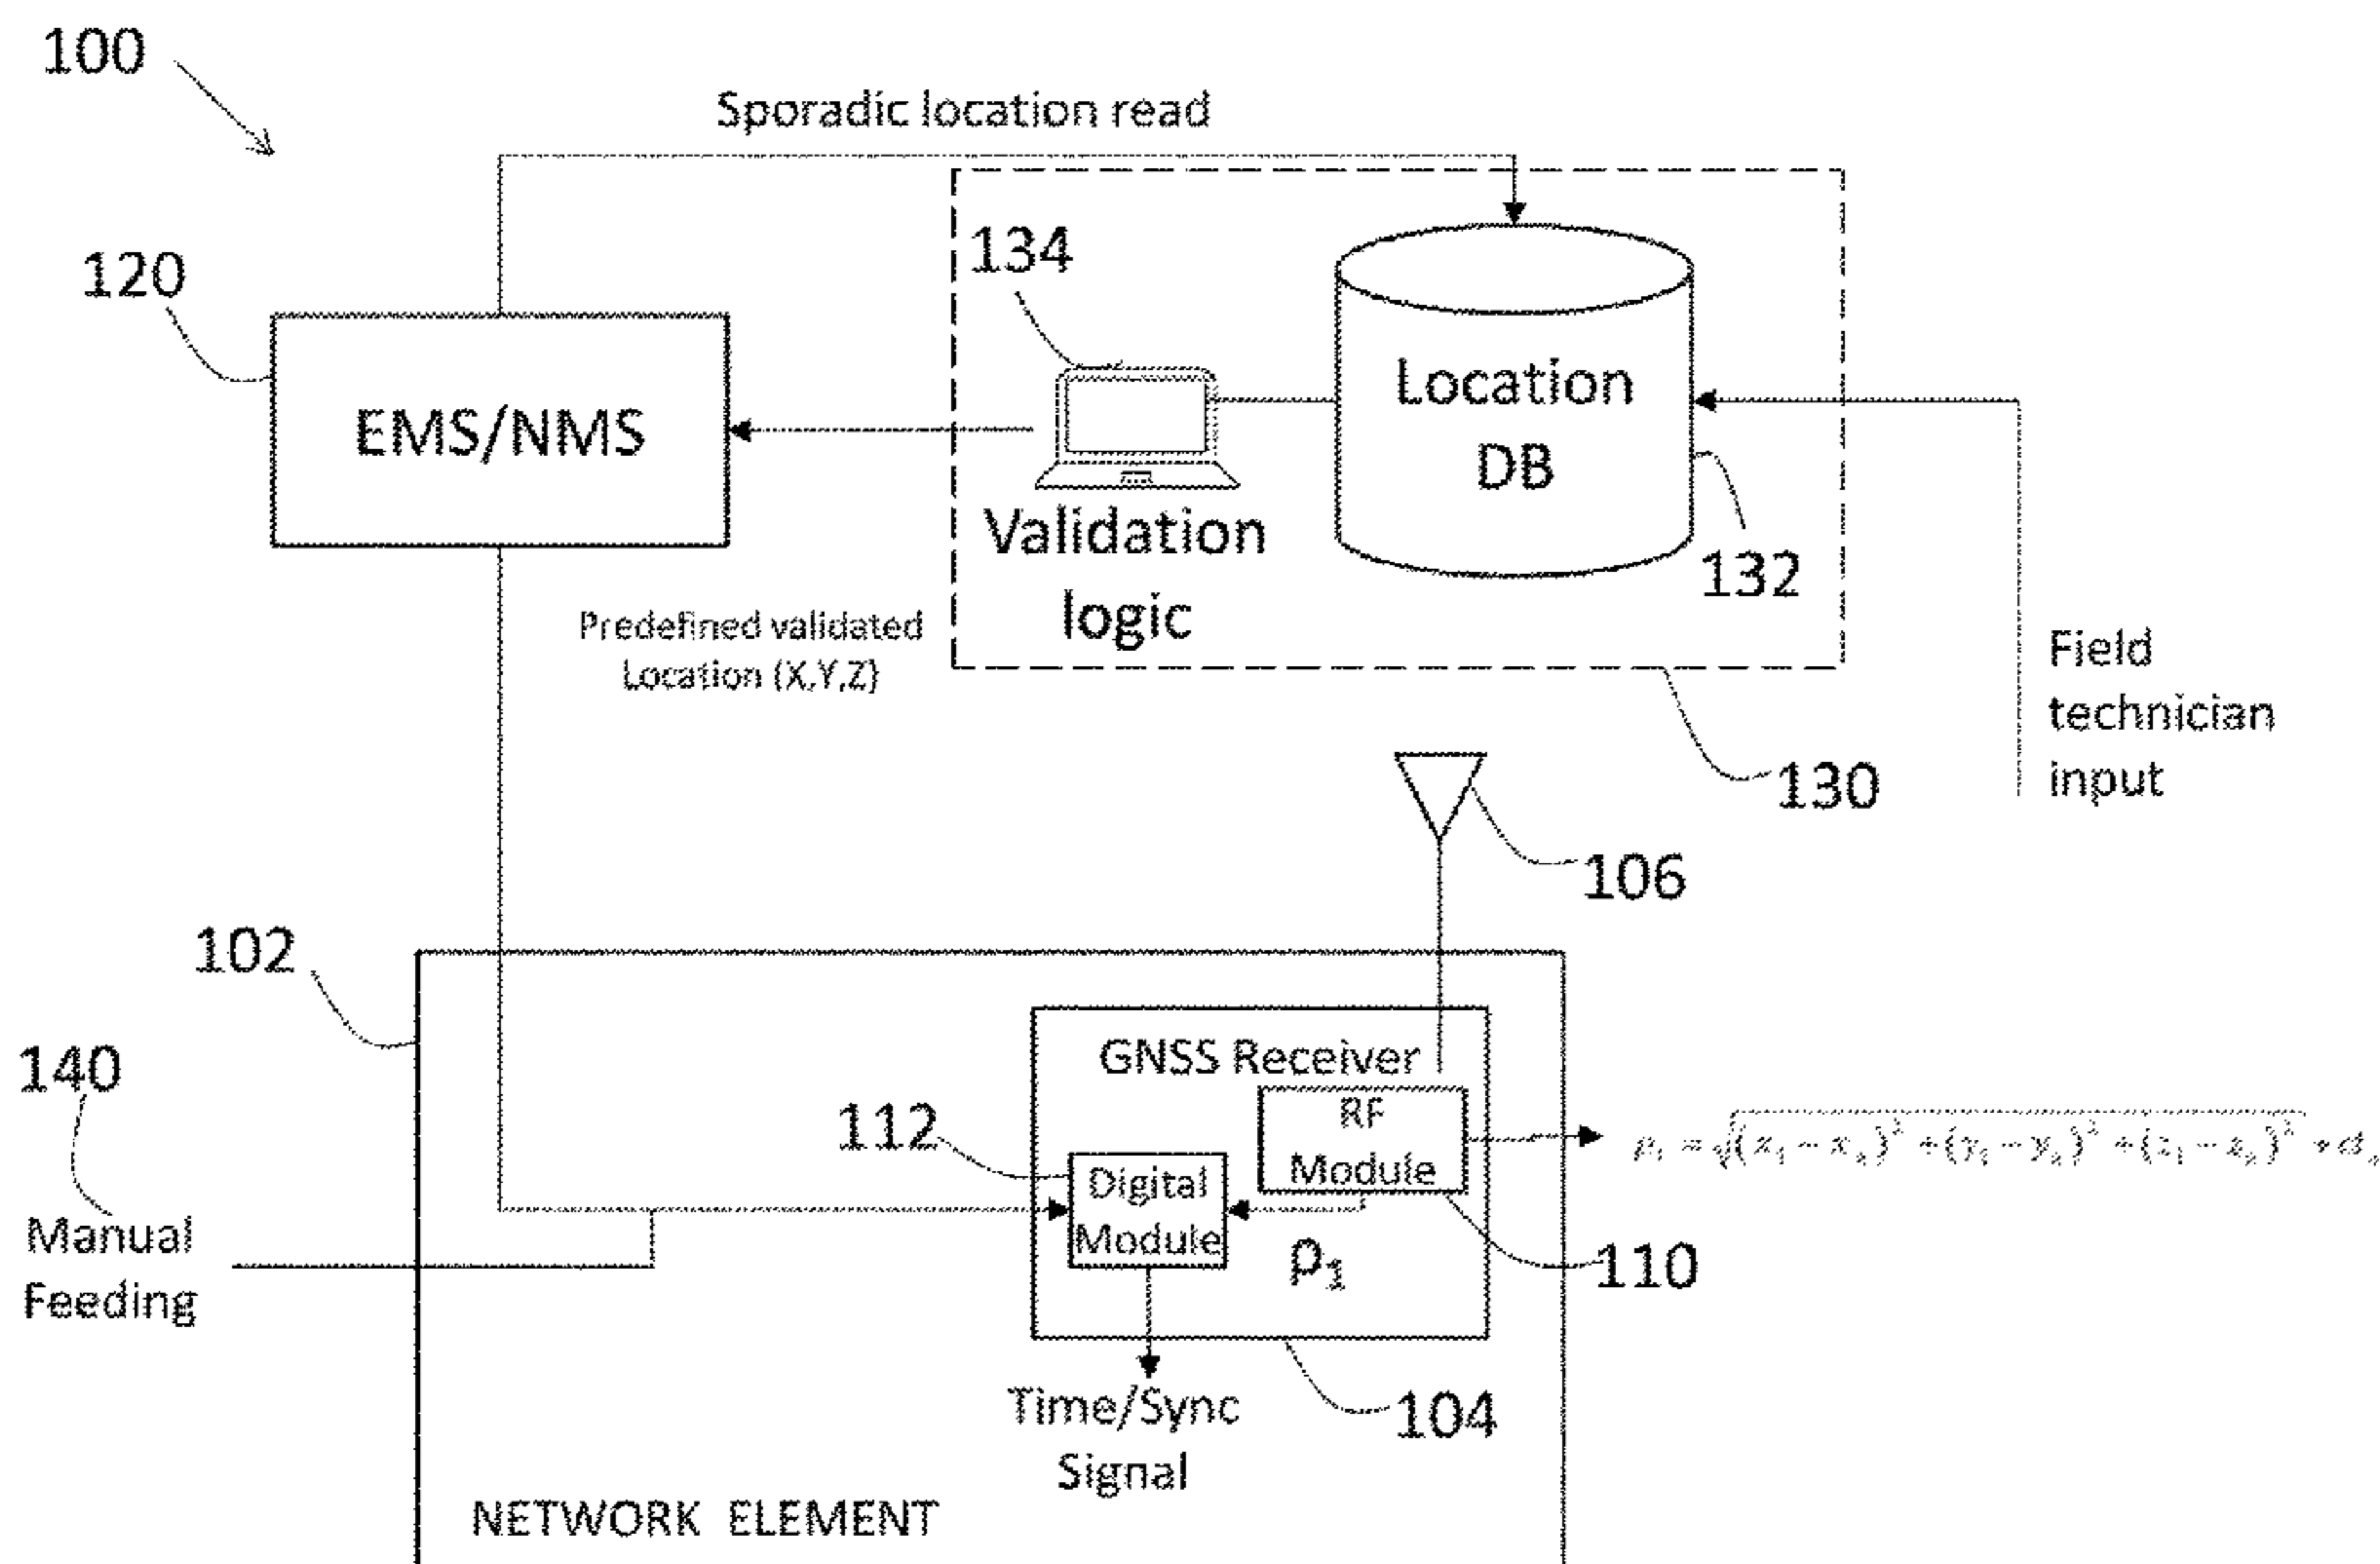 100
Sporadic location read
134
120
Location
DB
EMS/NMS
Validation
logic
132
Predefined validated
Location (X,Y,Z)
Field
technician
input
130
106
102
GNSS Receiver
140
RF
Module
112
Digital
Module
Manual
Feeding
ρ₁
110
Time/Sync
Signal
104
NETWORK ELEMENT